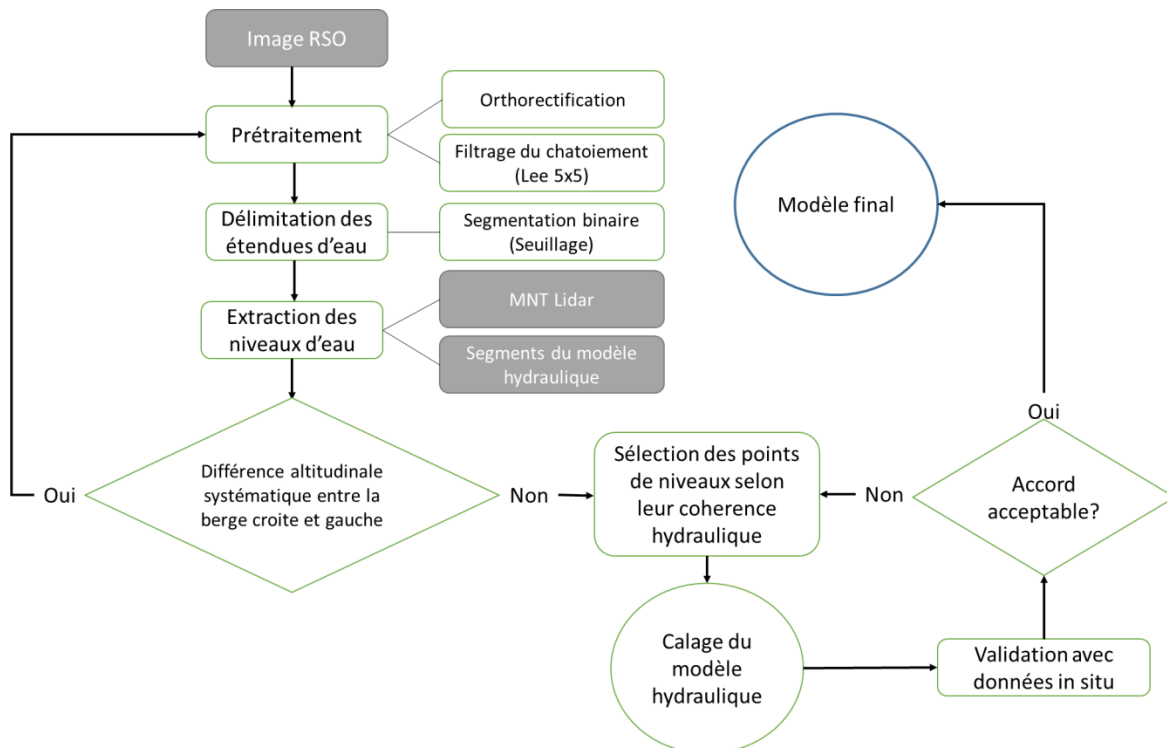 Image RSO
Prétraitement
Orthorectification
Filtrage du chatoiement
(Lee 5x5)
Délimitation des
étendues d'eau
Segmentation binaire
(Seuillage)
Extraction des
niveaux d'eau
MNT Lidar
Segments du modèle
hydraulique
Différence altitudinale
systématique entre la
berge croite et gauche
Oui
Non
Sélection des points
de niveaux selon
leur coherence
hydraulique
Calage du
modèle
hydraulique
Validation avec
données in situ
Accord
acceptable?
Non
Oui
Modèle final